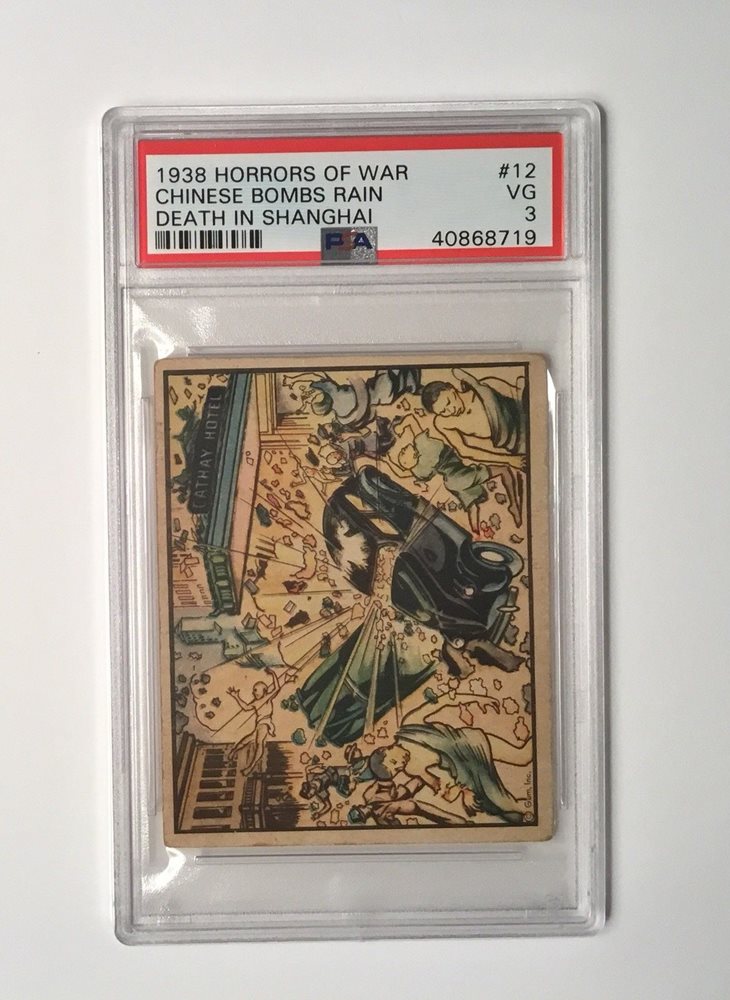 1938 HORRORS OF WAR #12
CHINESE BOMBS RAIN VG
DEATH IN SHANGHAI 3
PSA 40868719
CATHAY HOTEL
© Gum, Inc.